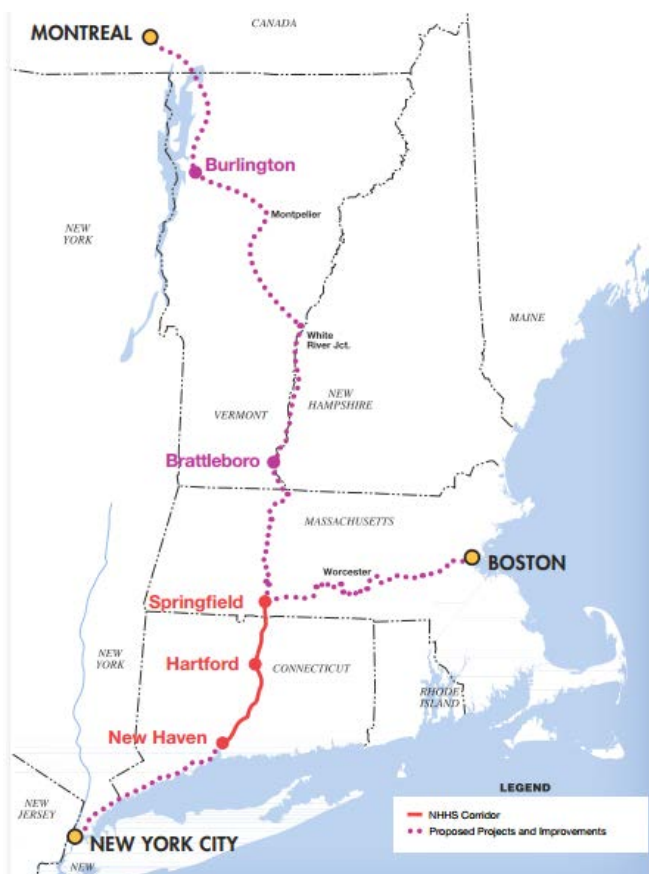 CANADA
MONTREAL
Burlington
Montpelier
NEW
YORK
MAINE
White
River Jct.
NEW
HAMPSHIRE
VERMONT
Brattleboro
MASSACHUSETTS
Worcester
BOSTON
Springfield
NEW
YORK
Hartford
CONNECTICUT
RHODE
ISLAND
New Haven
LEGEND
NHHS Corridor
Proposed Projects and Improvements
NEW
JERSEY
NEW YORK CITY
NEW